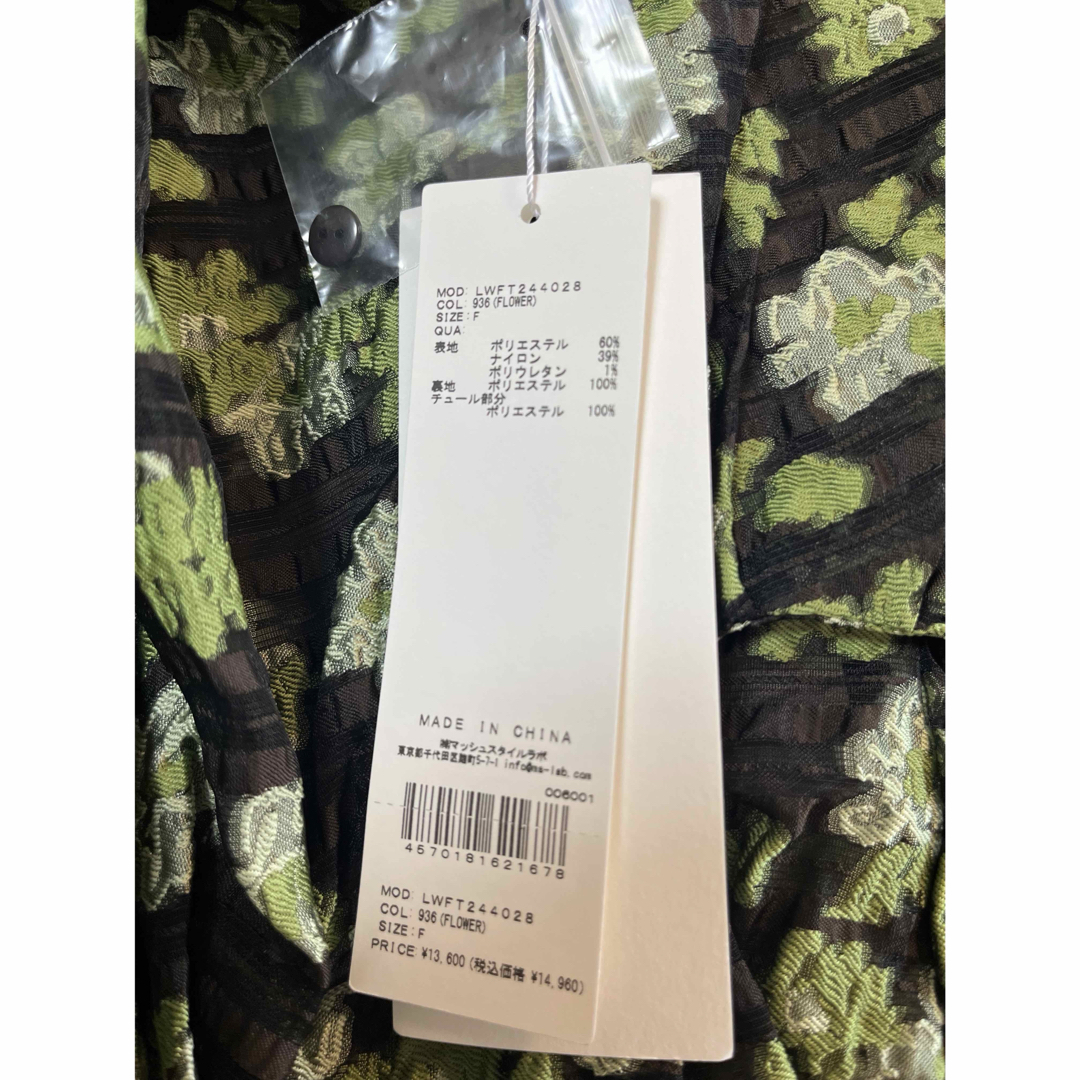 MOD: LWFT244028
COL: 936(FLOWER)
SIZE:F
QUA:
表地 ポリエステル 60%
ナイロン 39%
ポリウレタン 1%
裏地 ポリエステル 100%
チュール部分
ポリエステル 100%
MADE IN CHINA
㈱マッシュスタイルラボ
東京都千代田区麹町5-7-1 info@ms-lab.com
006001
4570181621678
MOD: LWFT244028
COL: 936(FLOWER)
SIZE:F
PRICE: ¥13,600(税込価格 ¥14,960)